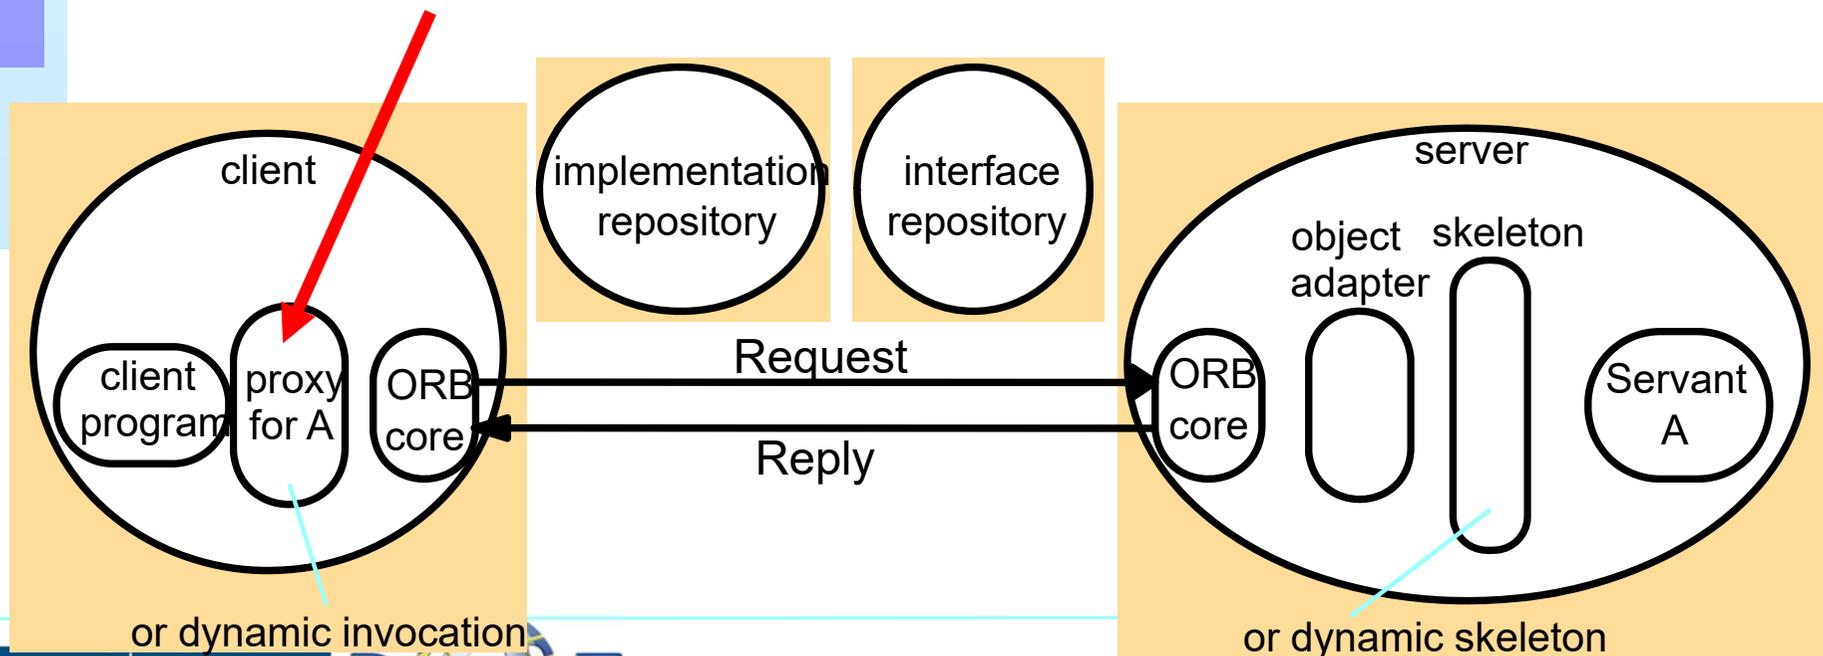 client
implementation
repository
interface
repository
server
object
adapter
skeleton
client
program
proxy
for A
ORB
core
Request
Reply
ORB
core
Servant
A
or dynamic invocation
or dynamic skeleton